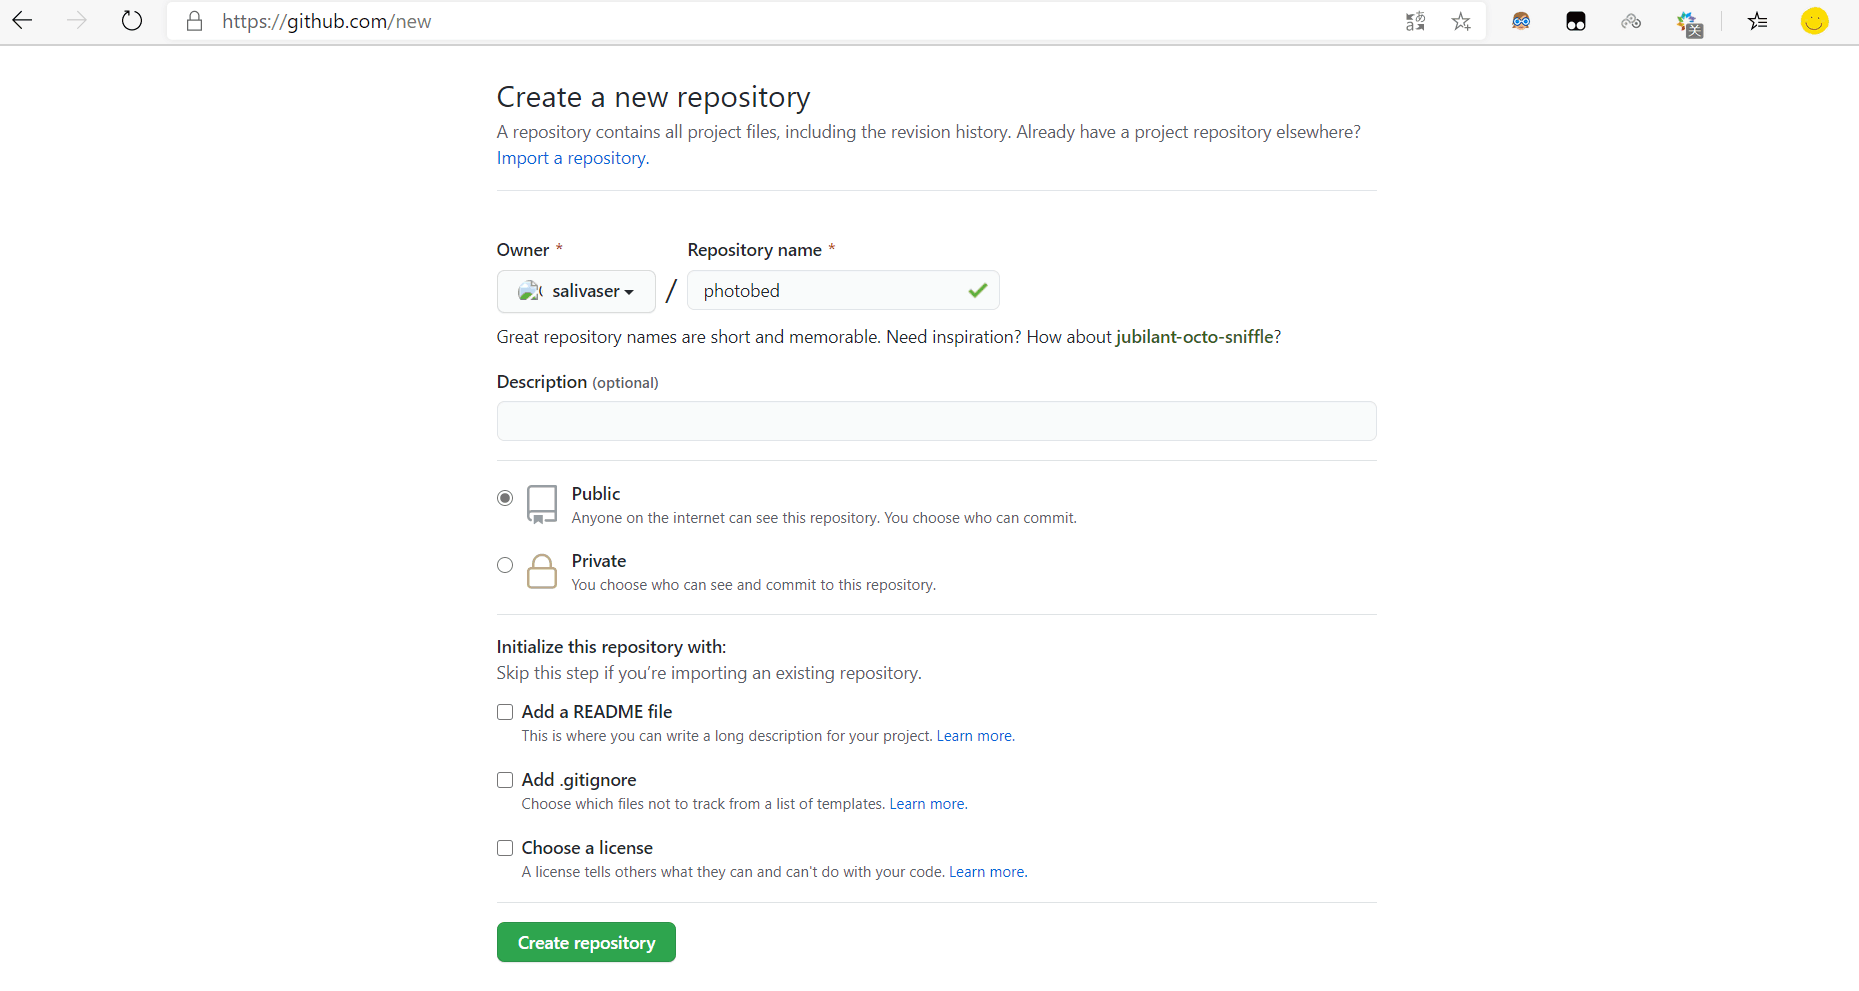 https://github.com/new
Create a new repository
A repository contains all project files, including the revision history. Already have a project repository elsewhere?
Import a repository.
Owner * Repository name *
salivaser / photobed
Great repository names are short and memorable. Need inspiration? How about jubilant-octo-sniffle?
Description (optional)
Public
Anyone on the internet can see this repository. You choose who can commit.
Private
You choose who can see and commit to this repository.
Initialize this repository with:
Skip this step if you’re importing an existing repository.
Add a README file
This is where you can write a long description for your project. Learn more.
Add .gitignore
Choose which files not to track from a list of templates. Learn more.
Choose a license
A license tells others what they can and can't do with your code. Learn more.
Create repository